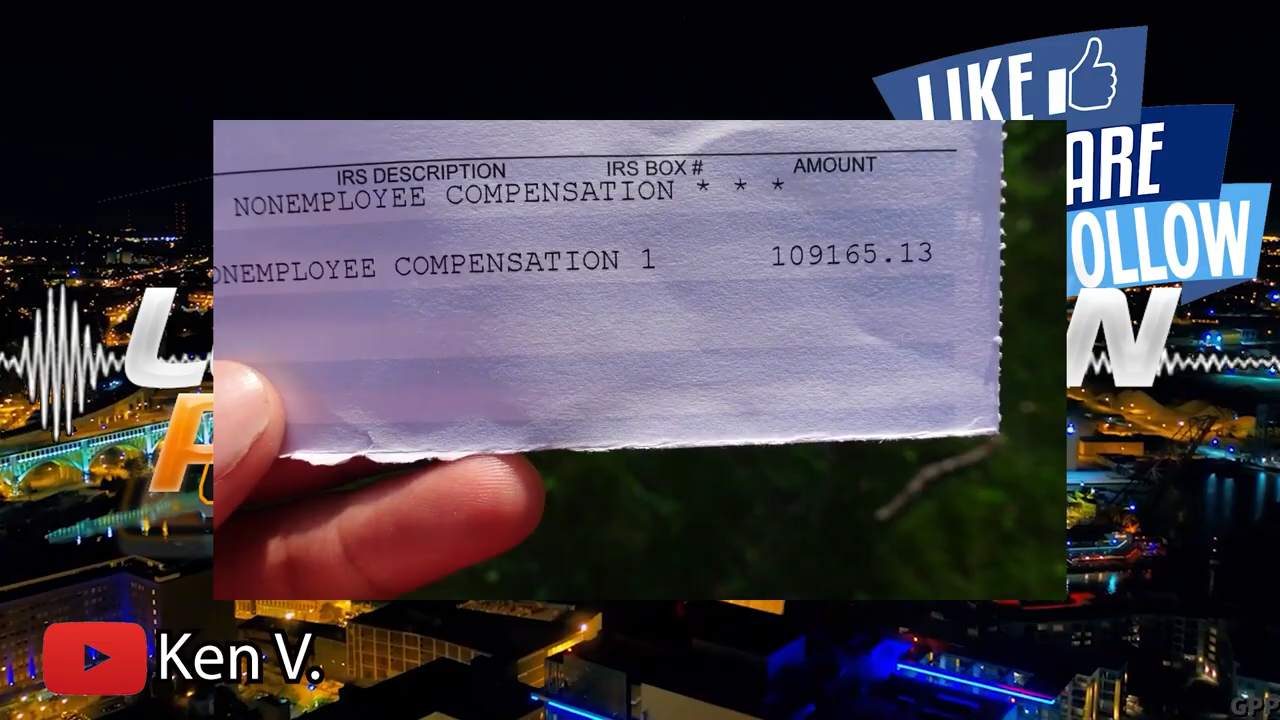 LIKE
ARE
OLLOW
IRS DESCRIPTION IRS BOX # AMOUNT
NONEMPLOYEE COMPENSATION * * *
ONEMPLOYEE COMPENSATION 1 109165.13
Ken V.
GPP